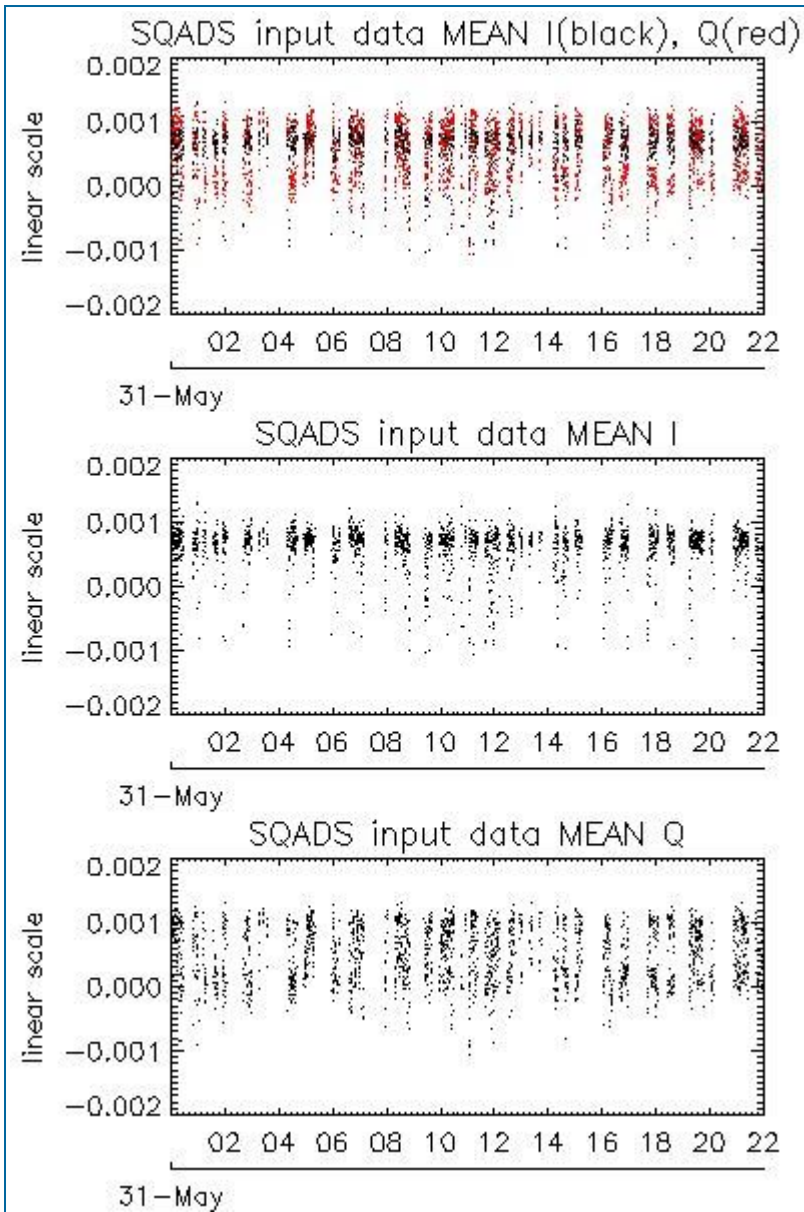 SQADS input data MEAN I(black), Q(red)
0.002
0.001
0.000
−0.001
−0.002
linear scale
02 04 06 08 10 12 14 16 18 20 22
31−May
SQADS input data MEAN I
0.002
0.001
0.000
−0.001
−0.002
linear scale
02 04 06 08 10 12 14 16 18 20 22
31−May
SQADS input data MEAN Q
0.002
0.001
0.000
−0.001
−0.002
linear scale
02 04 06 08 10 12 14 16 18 20 22
31−May